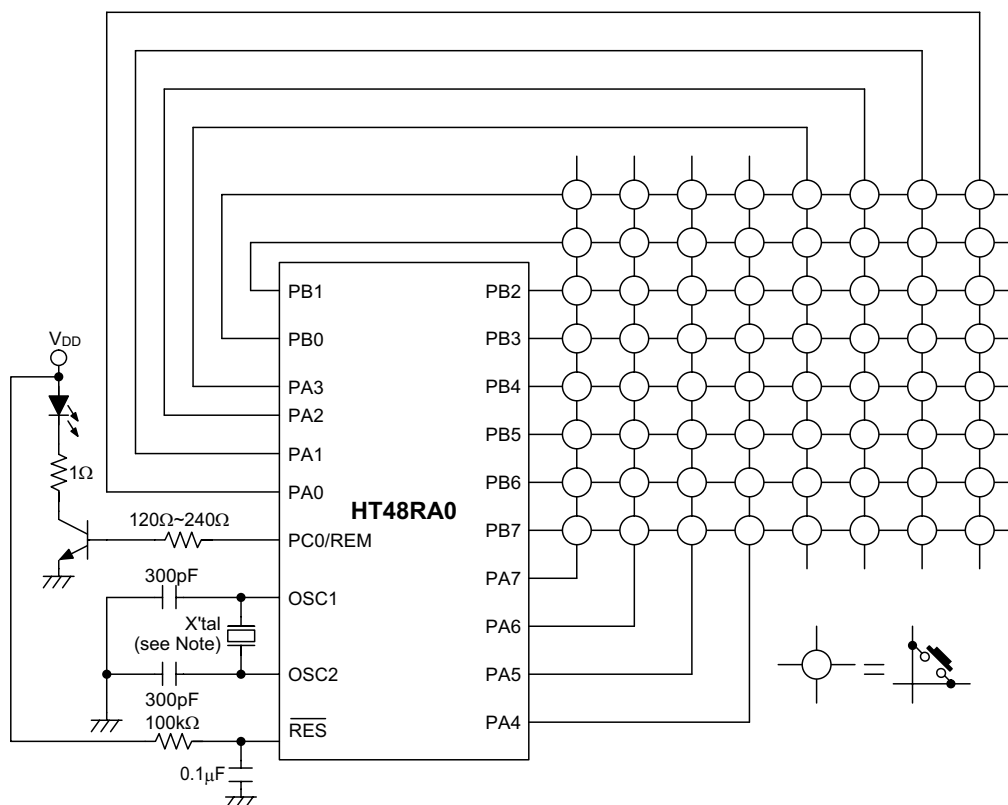 PB1
PB0
PA3
PA2
PA1
PA0
PC0/REM
OSC1
OSC2
RES
HT48RA0
PB2
PB3
PB4
PB5
PB6
PB7
PA7
PA6
PA5
PA4
VDD
1Ω
120Ω~240Ω
300pF
X'tal
(see Note)
300pF
100kΩ
0.1μF